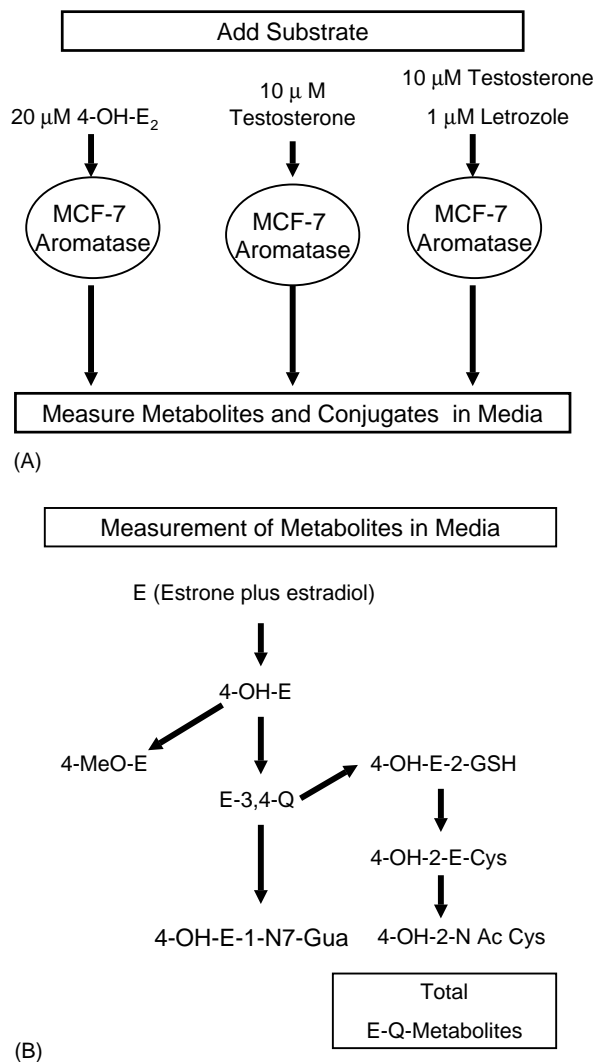 Add Substrate
20 μM 4-OH-E₂
10 μ M
Testosterone
10 μM Testosterone
1 μM Letrozole
MCF-7
Aromatase
MCF-7
Aromatase
MCF-7
Aromatase
Measure Metabolites and Conjugates in Media
(A)
Measurement of Metabolites in Media
E (Estrone plus estradiol)
4-OH-E
4-MeO-E
E-3,4-Q
4-OH-E-2-GSH
4-OH-2-E-Cys
4-OH-E-1-N7-Gua
4-OH-2-N Ac Cys
Total
E-Q-Metabolites
(B)